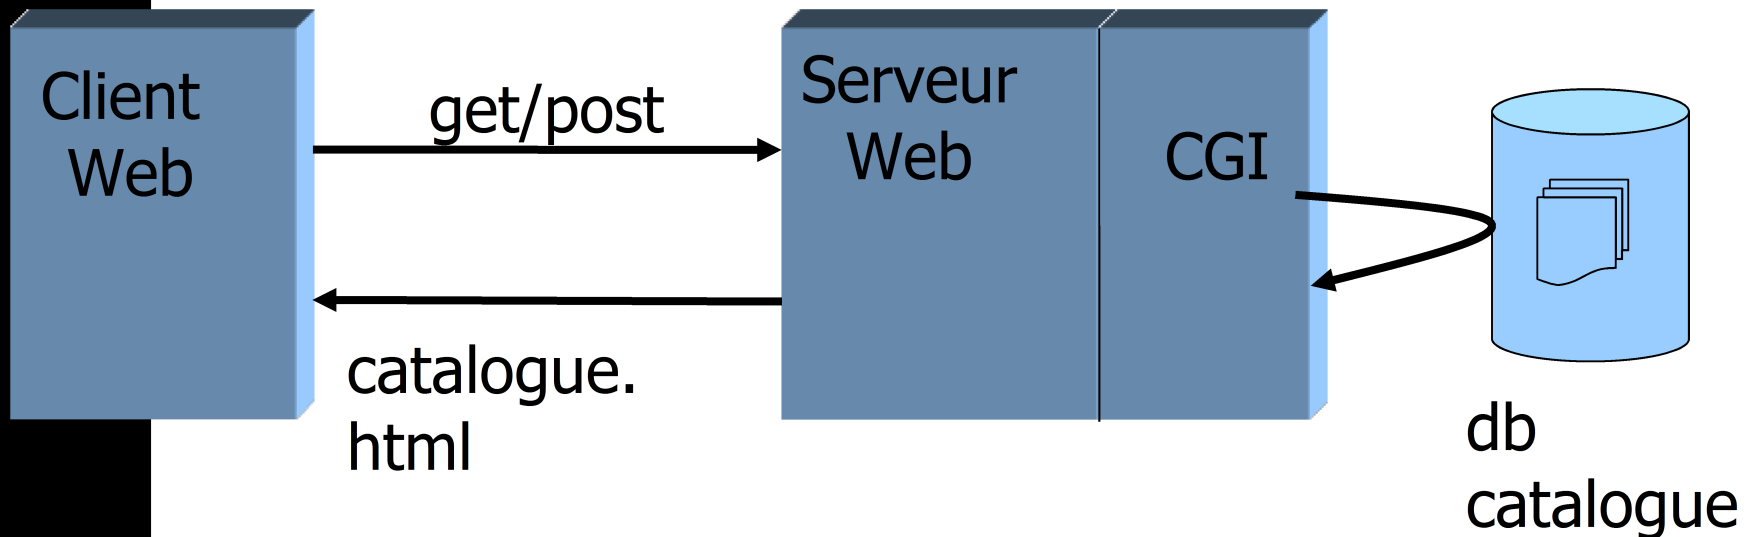 Client
Web
get/post
Serveur
Web
CGI
catalogue.
html
db
catalogue